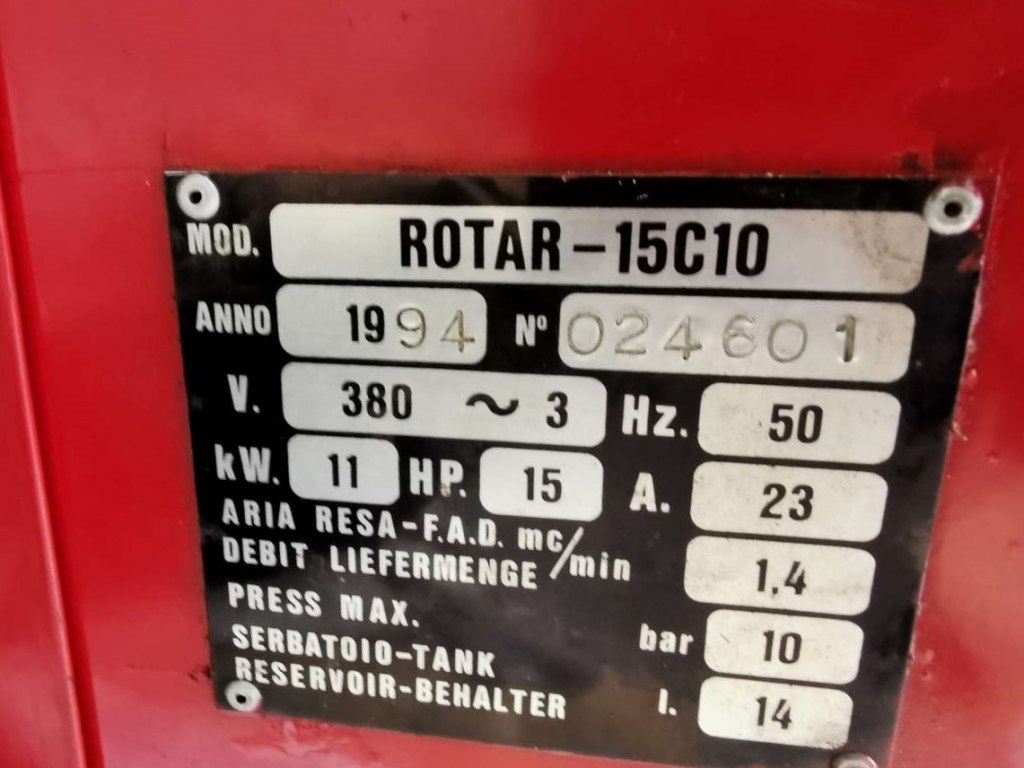 MOD. ROTAR-15C10
ANNO 1994 Nº 024601
V. 380 ~ 3 Hz. 50
kW. 11 HP. 15 A. 23
ARIA RESA-F.A.D. mc/min
DEBIT LIEFERMENGE 1,4
PRESS MAX. bar 10
SERBATOIO-TANK
RESERVOIR-BEHALTER l. 14